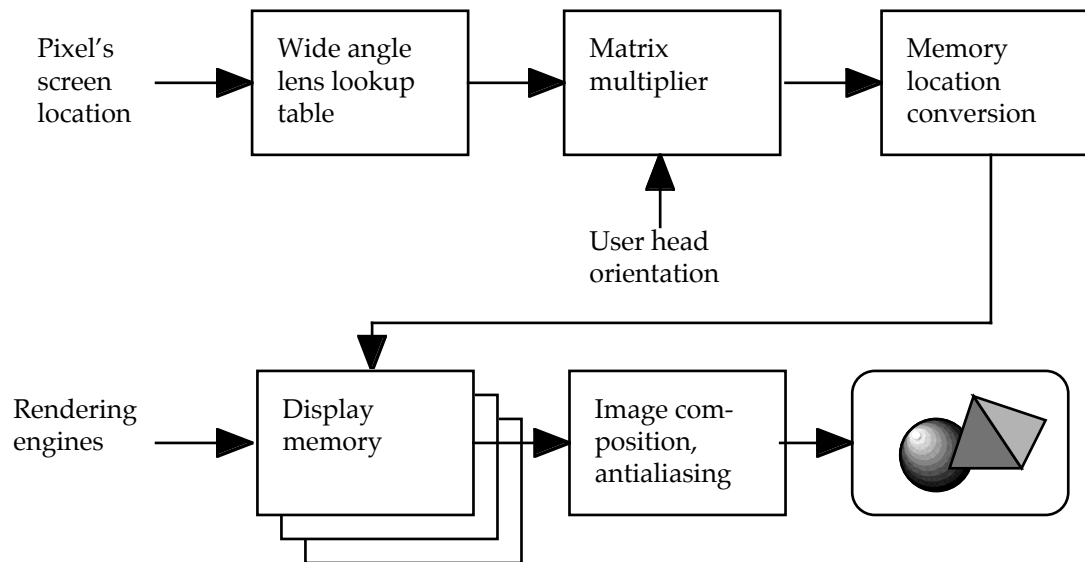 Pixel's
screen
location
Wide angle
lens lookup
table
Matrix
multiplier
Memory
location
conversion
User head
orientation
Rendering
engines
Display
memory
Image com-
position,
antialiasing